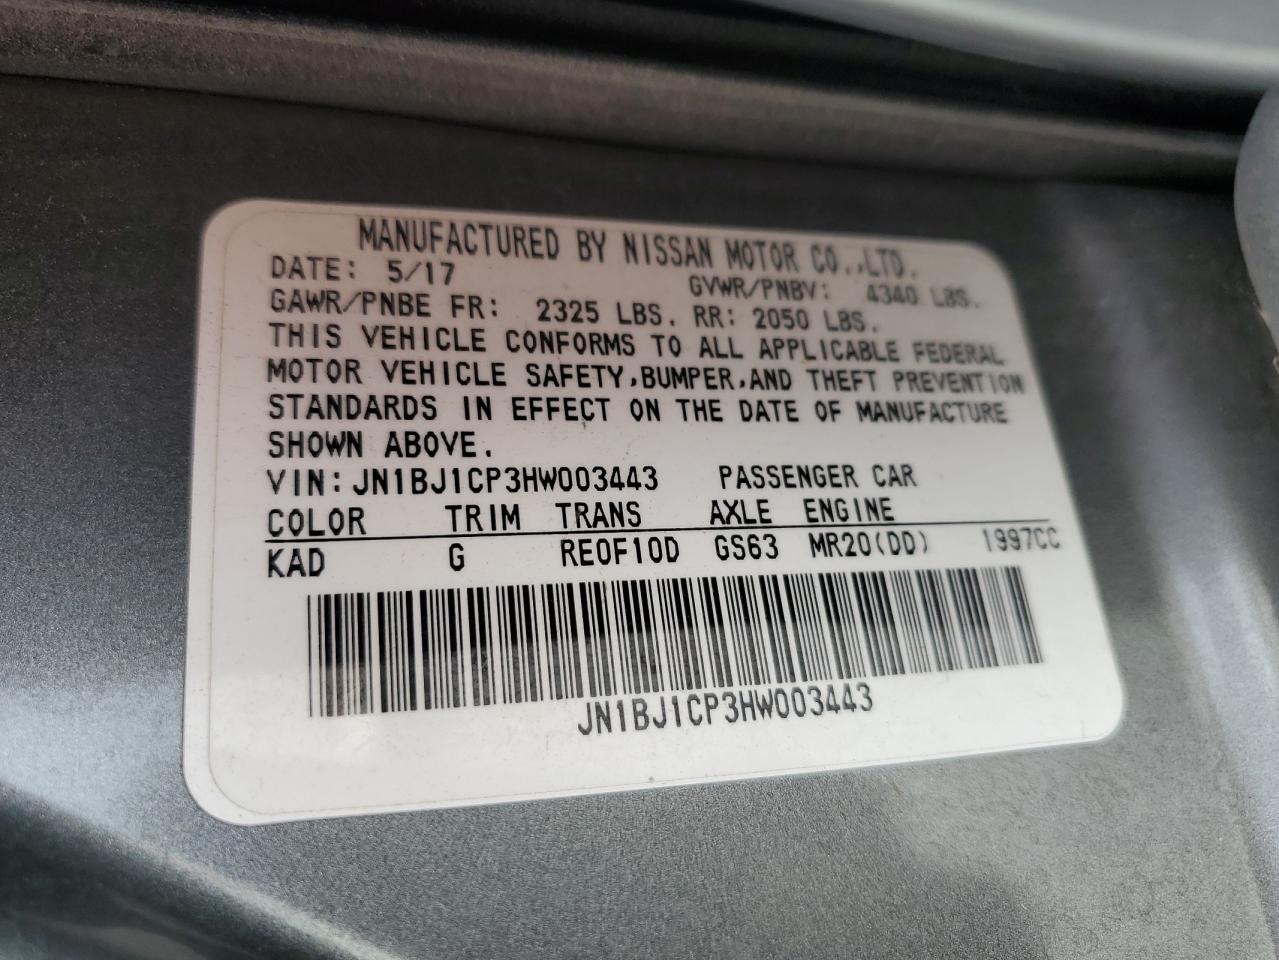 MANUFACTURED BY NISSAN MOTOR CO.,LTD.
DATE: 5/17 GVWR/PNBV: 4340 LBS.
GAWR/PNBE FR: 2325 LBS. RR: 2050 LBS.
THIS VEHICLE CONFORMS TO ALL APPLICABLE FEDERAL
MOTOR VEHICLE SAFETY,BUMPER,AND THEFT PREVENTION
STANDARDS IN EFFECT ON THE DATE OF MANUFACTURE
SHOWN ABOVE.
VIN:JN1BJ1CP3HW003443 PASSENGER CAR
COLOR TRIM TRANS AXLE ENGINE
KAD G RE0F10D GS63 MR20(DD) 1997CC
JN1BJ1CP3HW003443